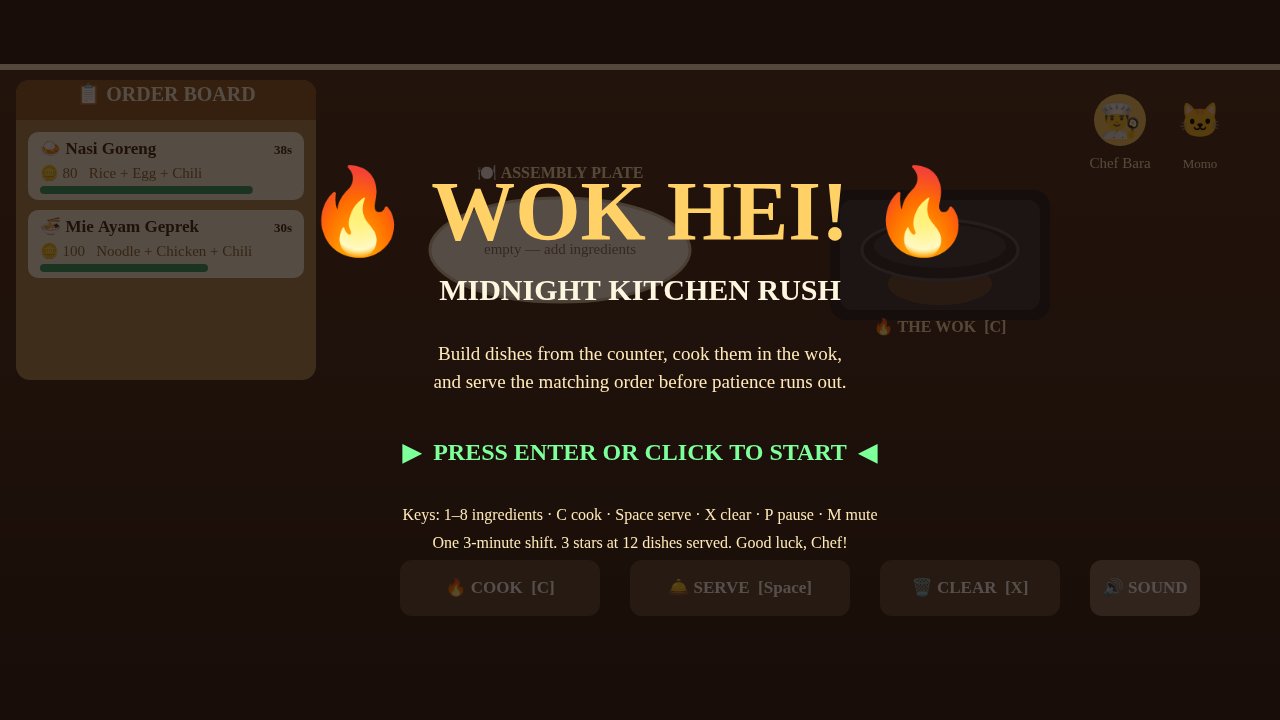 📋 ORDER BOARD
🍛 Nasi Goreng 38s
🪙 80 Rice + Egg + Chili
🍜 Mie Ayam Geprek 30s
🪙 100 Noodle + Chicken + Chili
Chef Bara
Momo
🍽️ ASSEMBLY PLATE
🔥 WOK HEI! 🔥
empty — add ingredients
MIDNIGHT KITCHEN RUSH
🔥 THE WOK [C]
Build dishes from the counter, cook them in the wok,
and serve the matching order before patience runs out.
▶ PRESS ENTER OR CLICK TO START ◀
Keys: 1–8 ingredients · C cook · Space serve · X clear · P pause · M mute
One 3-minute shift. 3 stars at 12 dishes served. Good luck, Chef!
🔥 COOK [C]
🛎️ SERVE [Space]
🗑️ CLEAR [X]
🔊 SOUND